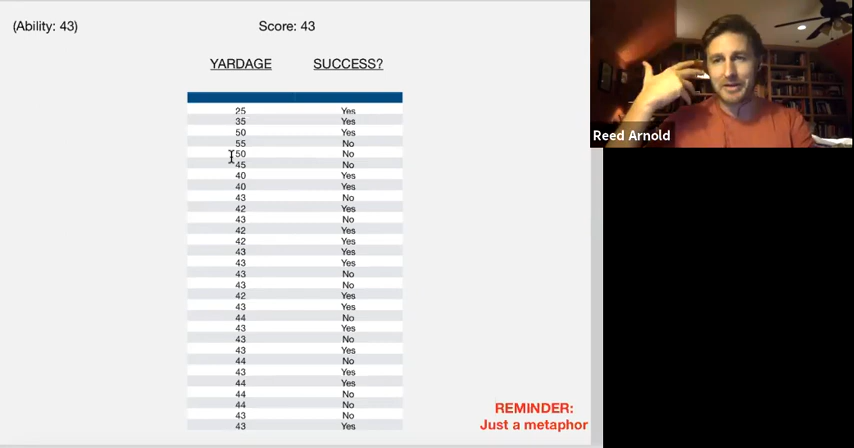 (Ability: 43) Score: 43
YARDAGE SUCCESS?
25 Yes
35 Yes
50 Yes
55 No
50 No
45 No
40 Yes
40 Yes
43 No
42 Yes
43 No
42 Yes
42 Yes
43 Yes
43 Yes
43 No
43 No
42 Yes
43 Yes
44 No
43 Yes
43 No
43 Yes
44 No
43 Yes
44 Yes
44 No
44 No
43 No
43 Yes
REMINDER:
Just a metaphor
Reed Arnold